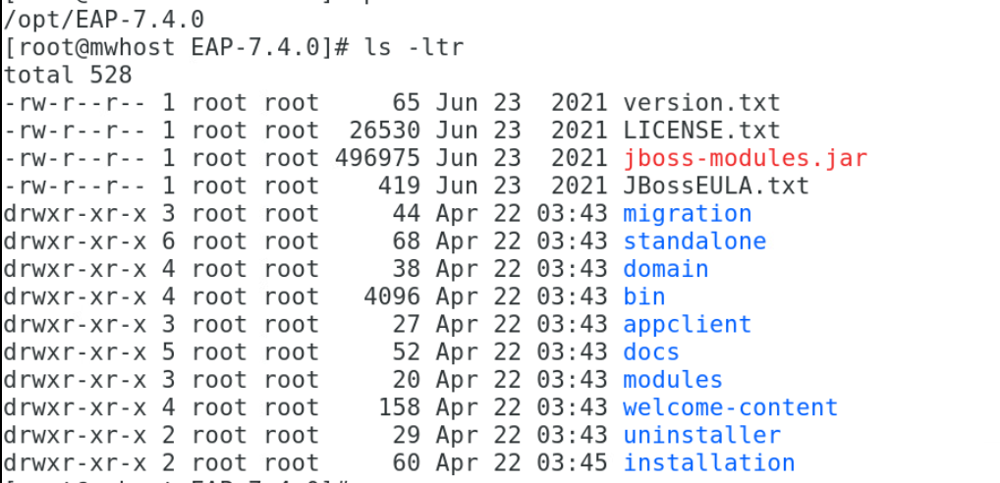 /opt/EAP-7.4.0
[root@mwhost EAP-7.4.0]# ls -ltr
total 528
-rw-r--r-- 1 root root     65 Jun 23  2021 version.txt
-rw-r--r-- 1 root root  26530 Jun 23  2021 LICENSE.txt
-rw-r--r-- 1 root root 496975 Jun 23  2021 jboss-modules.jar
-rw-r--r-- 1 root root    419 Jun 23  2021 JBossEULA.txt
drwxr-xr-x 3 root root     44 Apr 22 03:43 migration
drwxr-xr-x 6 root root     68 Apr 22 03:43 standalone
drwxr-xr-x 4 root root     38 Apr 22 03:43 domain
drwxr-xr-x 4 root root   4096 Apr 22 03:43 bin
drwxr-xr-x 3 root root     27 Apr 22 03:43 appclient
drwxr-xr-x 5 root root     52 Apr 22 03:43 docs
drwxr-xr-x 3 root root     20 Apr 22 03:43 modules
drwxr-xr-x 4 root root    158 Apr 22 03:43 welcome-content
drwxr-xr-x 2 root root     29 Apr 22 03:43 uninstaller
drwxr-xr-x 2 root root     60 Apr 22 03:45 installation